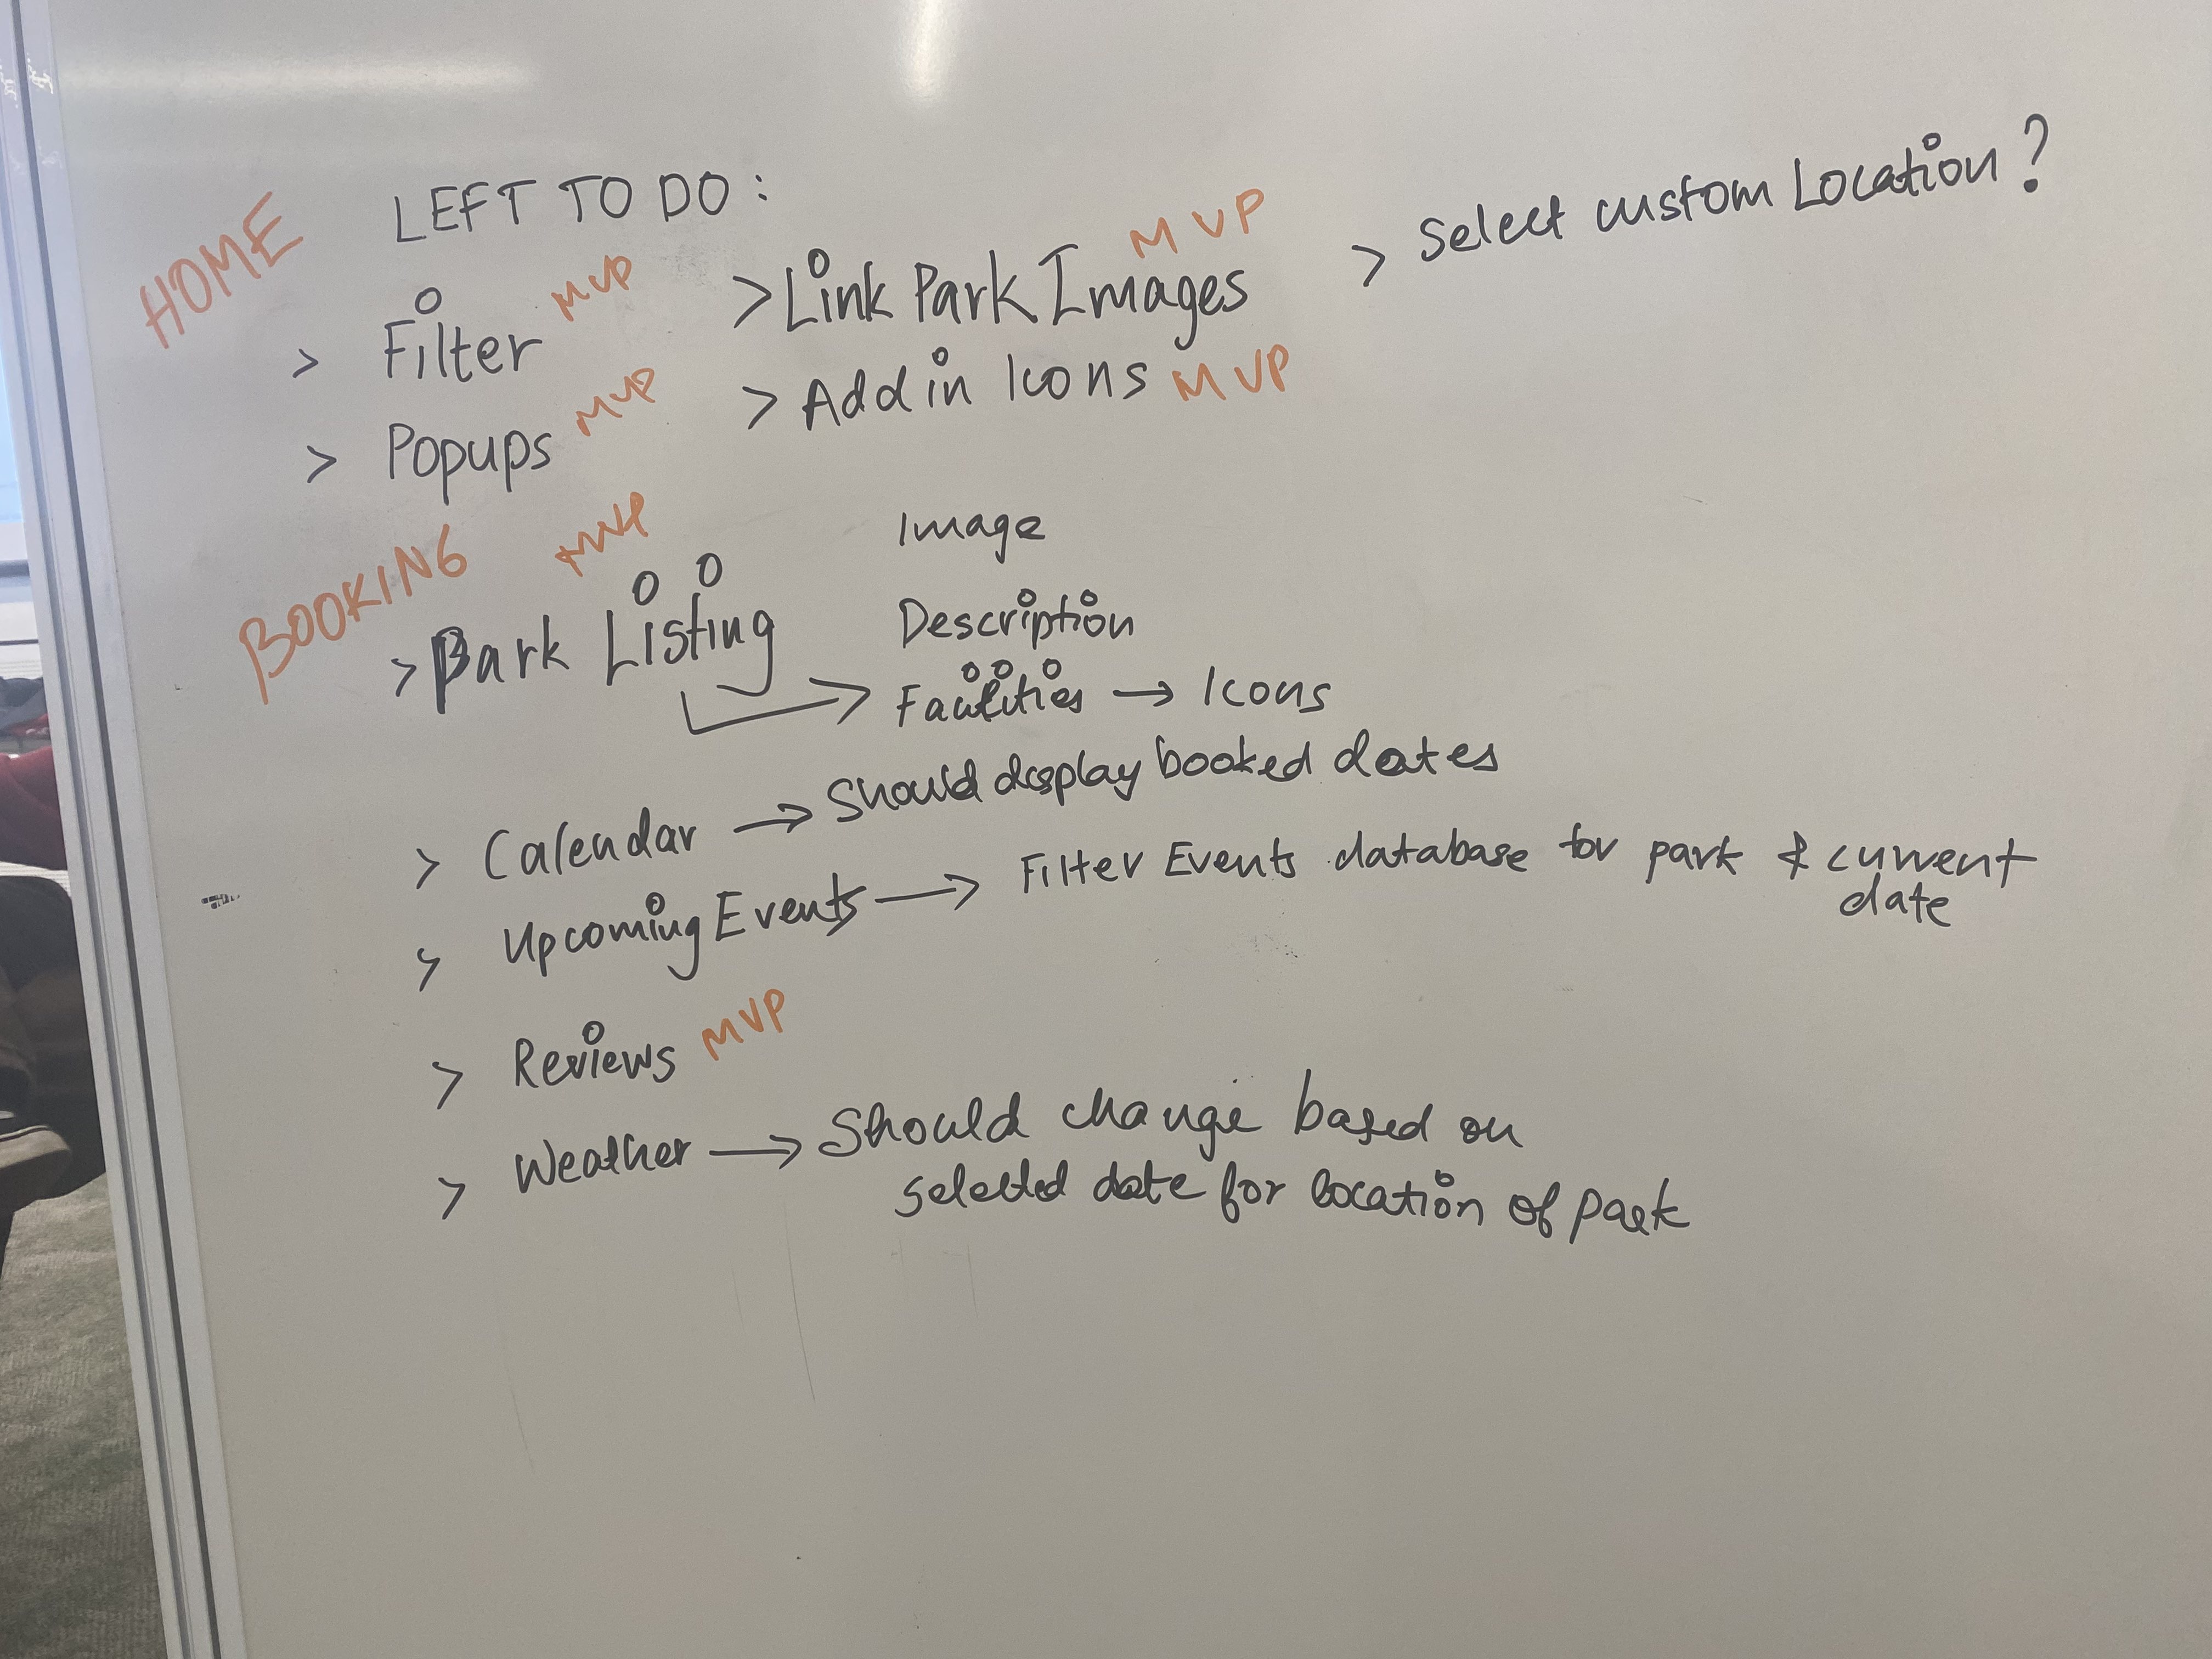 HOME
LEFT TO DO:
> Filter MVP
> Popups MVP
> Link Park Images MVP
> Add in Icons MVP
> Select custom Location?
BOOKING
> Park Listing MVP
Image
Description
Facilities → Icons
> Calendar → Should display booked dates
> Upcoming Events → Filter Events database for park & current
date
> Reviews MVP
> Weather → Should change based on
selected date for location of park